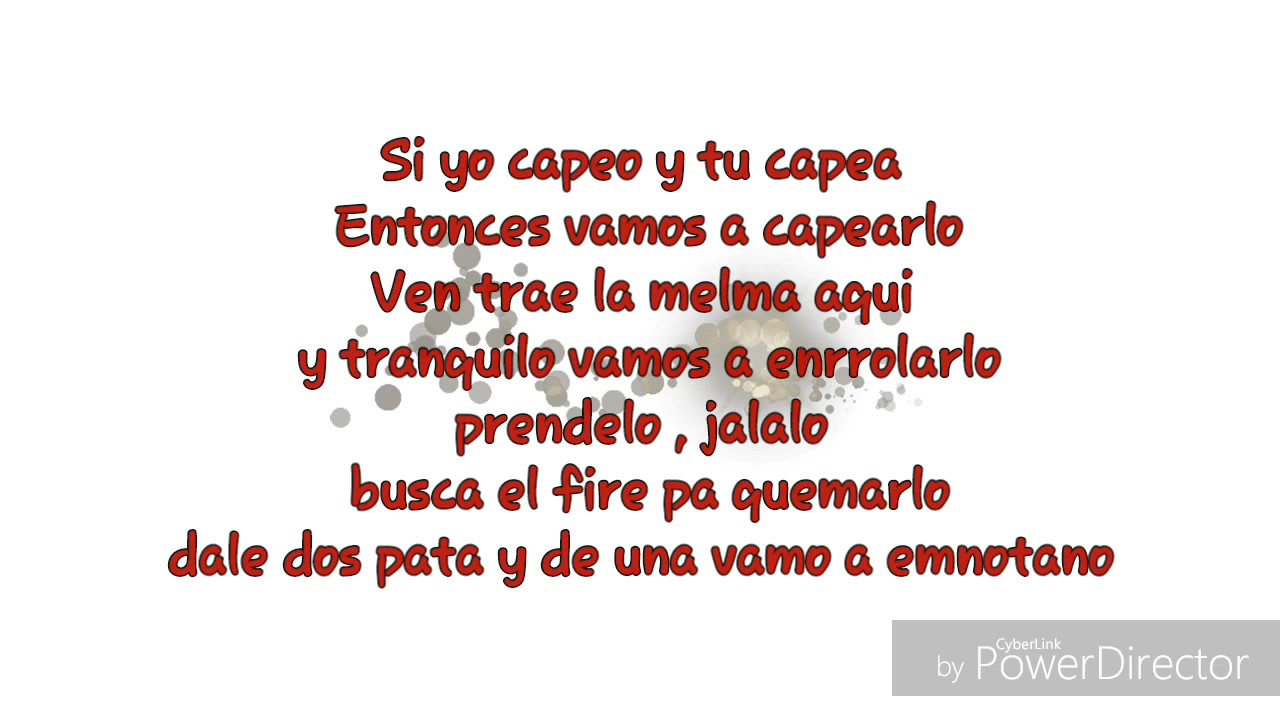 Si yo capeo y tu capea
Entonces vamos a capearlo
Ven trae la melma aqui
y tranquilo vamos a enrrolarlo
prendelo , jalalo
busca el fire pa quemarlo
dale dos pata y de una vamo a emnotano
CyberLink
by PowerDirector